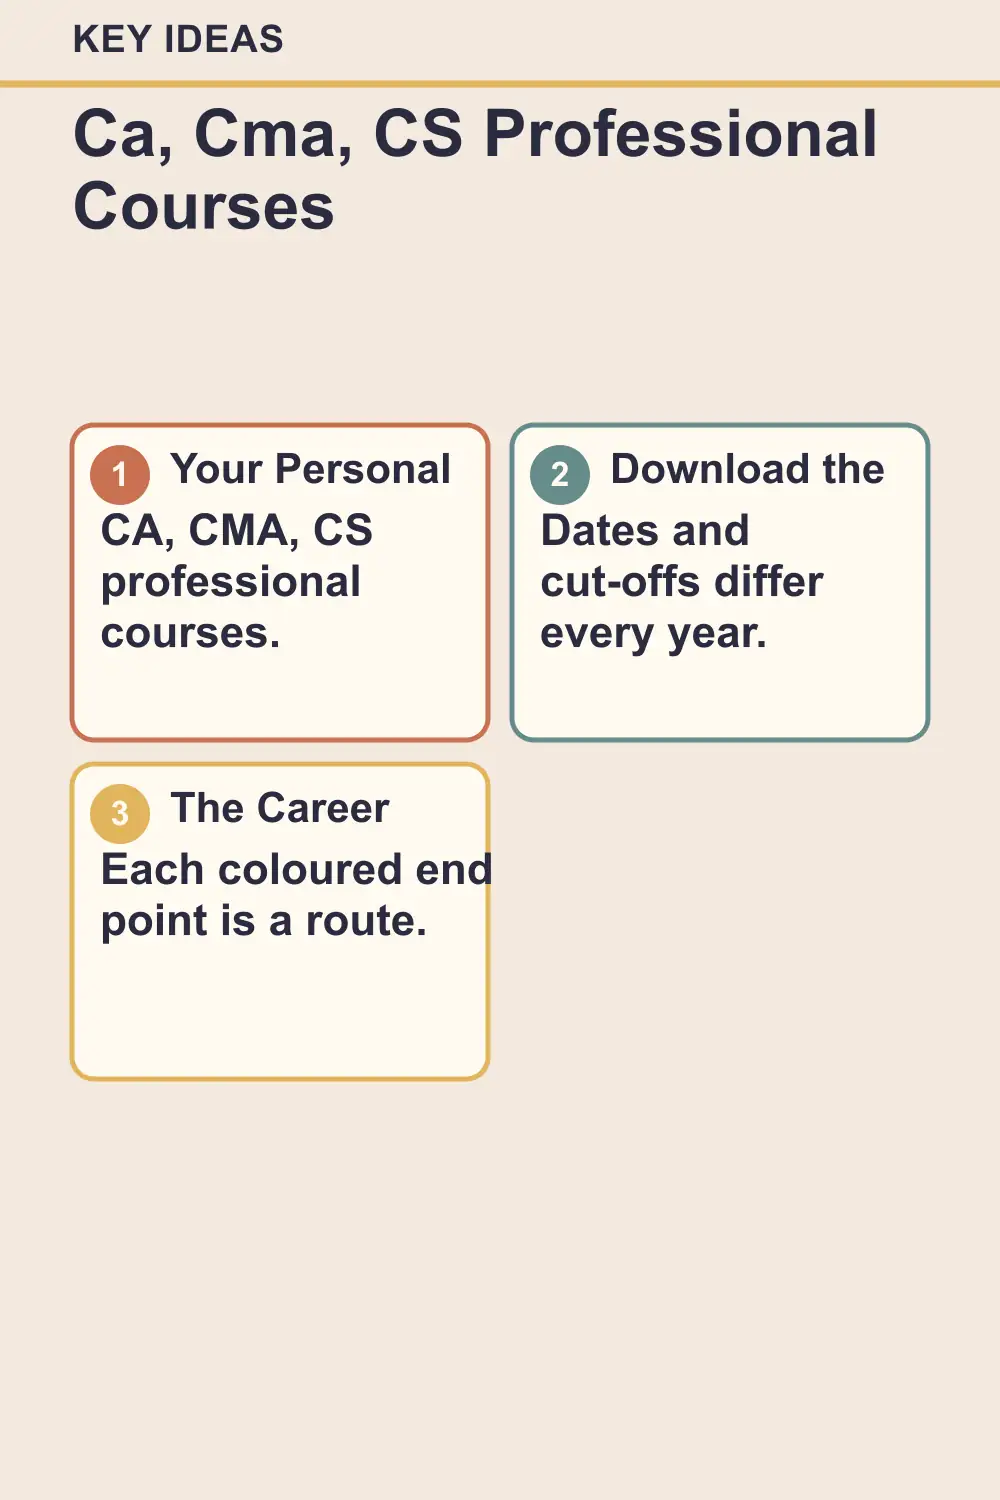 KEY IDEAS
Ca, Cma, CS Professional
Courses
1 Your Personal
CA, CMA, CS
professional
courses.
2 Download the
Dates and
cut-offs differ
every year.
3 The Career
Each coloured end
point is a route.